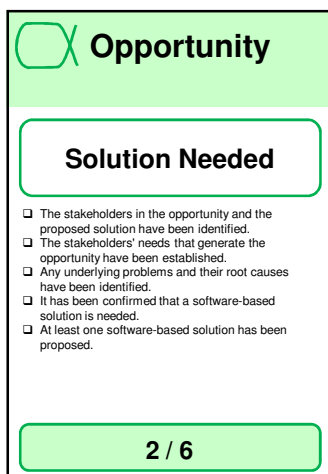 Opportunity
Solution Needed
❑ The stakeholders in the opportunity and the
proposed solution have been identified.
❑ The stakeholders' needs that generate the
opportunity have been established.
❑ Any underlying problems and their root causes
have been identified.
❑ It has been confirmed that a software-based
solution is needed.
❑ At least one software-based solution has been
proposed.
2 / 6